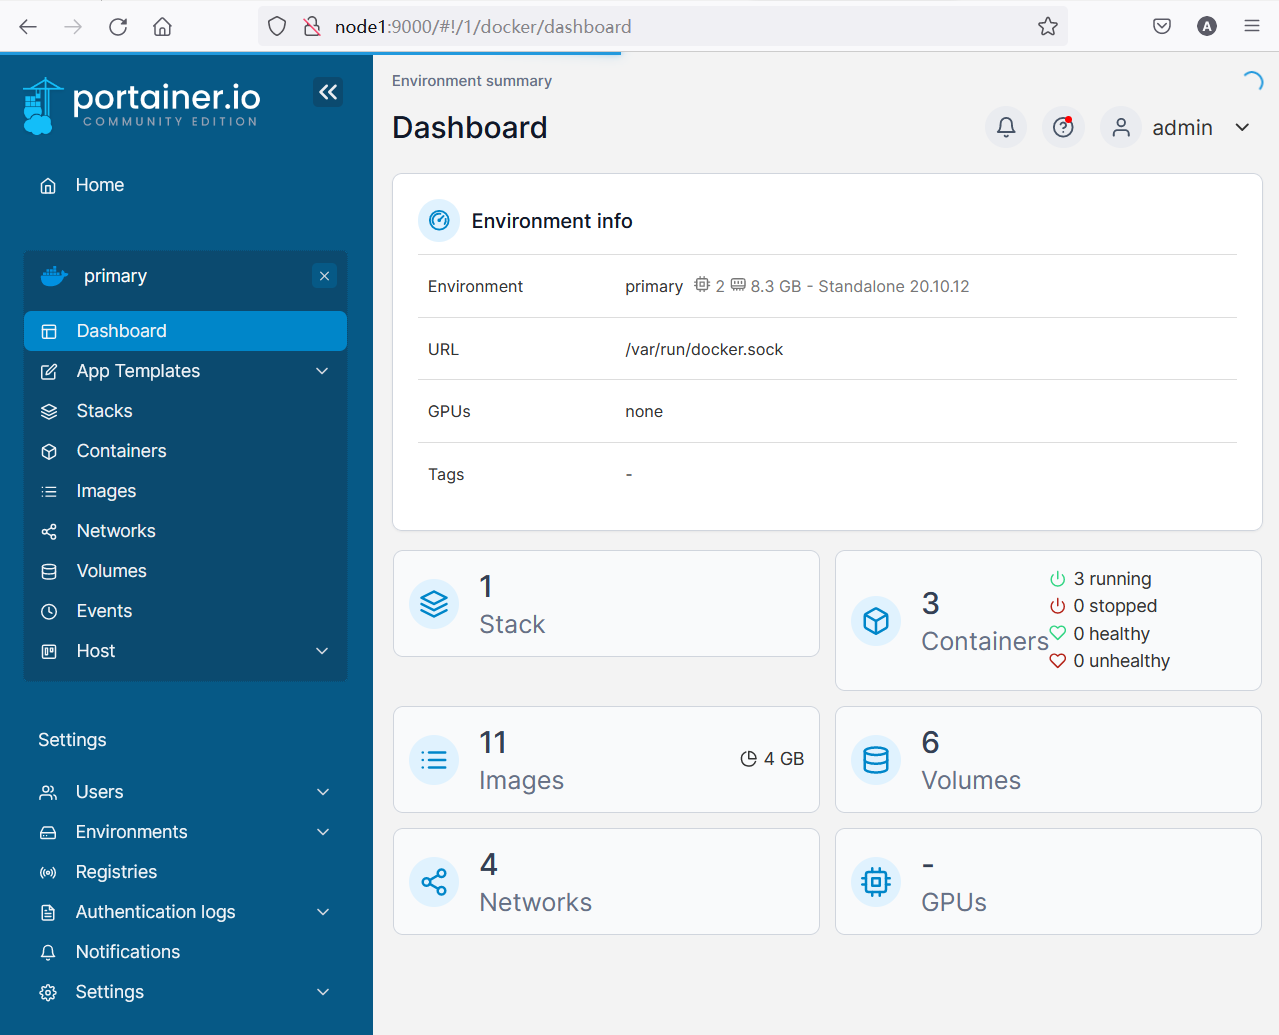 node1:9000/#!/1/docker/dashboard
A
portainer.io
COMMUNITY EDITION
Home
primary
Dashboard
App Templates
Stacks
Containers
Images
Networks
Volumes
Events
Host
Settings
Users
Environments
Registries
Authentication logs
Notifications
Settings
Environment summary
Dashboard
admin
Environment info
Environment primary 2 8.3 GB - Standalone 20.10.12
URL /var/run/docker.sock
GPUs none
Tags -
1
Stack
3
Containers
3 running
0 stopped
0 healthy
0 unhealthy
11
Images
4 GB
6
Volumes
4
Networks
-
GPUs